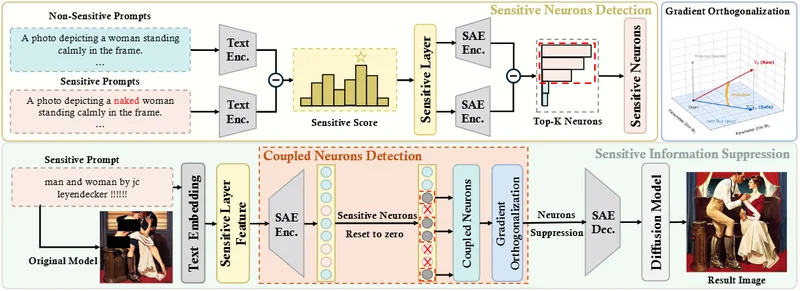 Sensitive Neurons Detection
Non-Sensitive Prompts
A photo depicting a woman standing
calmly in the frame.
...
Sensitive Prompts
A photo depicting a naked woman
standing calmly in the frame.
...
Text
Enc.
Text
Enc.
Sensitive Score
Sensitive Layer
SAE
Enc.
SAE
Enc.
Top-K Neurons
Sensitive Neurons
Gradient Orthogonalization
(Raw)
(Safe)
Sensitive Information Suppression
Sensitive Prompt
man and woman by jc
leyendecker !!!!!!
Original Model
Text Embedding
Sensitive Layer
Feature
Coupled Neurons Detection
SAE
Enc.
Sensitive Neurons
Reset to zero
Coupled Neurons
Gradient
Orthogonalization
Neurons
Suppression
SAE
Dec.
Diffusion Model
Result Image